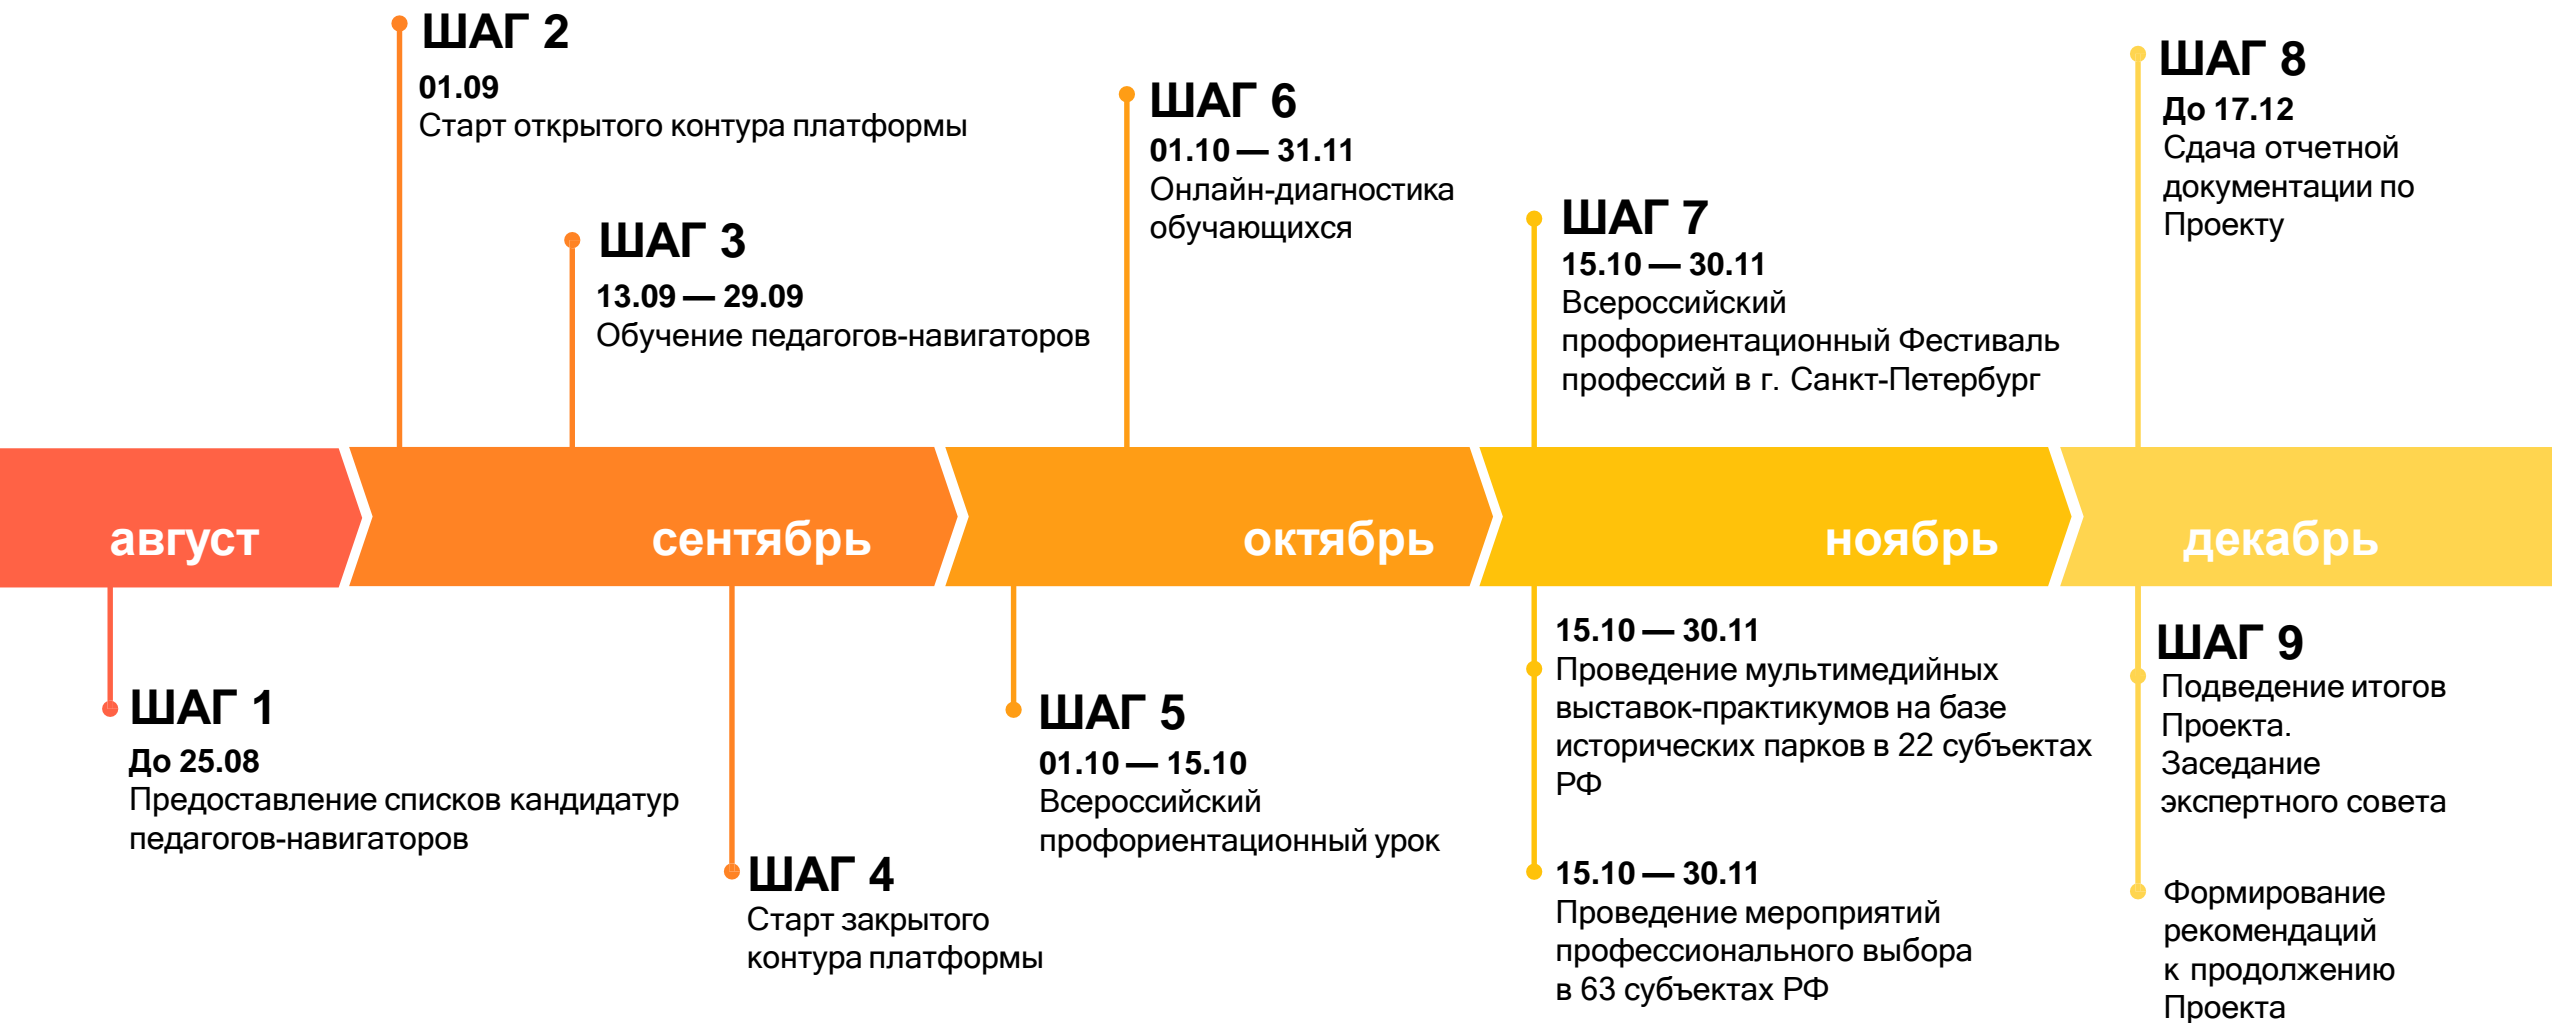 ШАГ 2
01.09
Старт открытого контура платформы
ШАГ 3
13.09 — 29.09
Обучение педагогов-навигаторов
ШАГ 6
01.10 — 31.11
Онлайн-диагностика
обучающихся
ШАГ 7
15.10 — 30.11
Всероссийский
профориентационный Фестиваль
профессий в г. Санкт-Петербург
ШАГ 8
До 17.12
Сдача отчетной
документации по
Проекту
август
сентябрь
октябрь
ноябрь
декабрь
ШАГ 1
До 25.08
Предоставление списков кандидатур
педагогов-навигаторов
ШАГ 4
Старт закрытого
контура платформы
ШАГ 5
01.10 — 15.10
Всероссийский
профориентационный урок
15.10 — 30.11
Проведение мультимедийных
выставок-практикумов на базе
исторических парков в 22 субъектах
РФ
15.10 — 30.11
Проведение мероприятий
профессионального выбора
в 63 субъектах РФ
ШАГ 9
Подведение итогов
Проекта.
Заседание
экспертного совета
Формирование
рекомендаций
к продолжению
Проекта